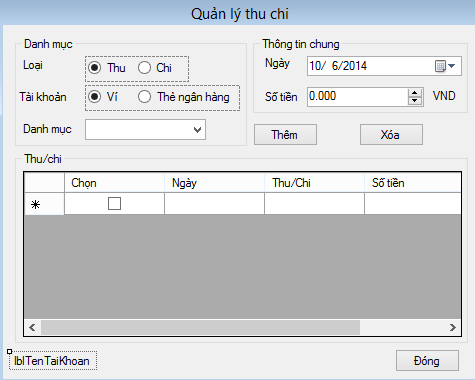 Quản lý thu chi
Danh mục
Loại Thu Chi
Tài khoản Ví Thẻ ngân hàng
Danh mục
Thông tin chung
Ngày 10/ 6/2014
Số tiền 0.000 VND
Thêm Xóa
Thu/chi
Chọn Ngày Thu/Chi Số tiền
lblTenTaiKhoan Đóng